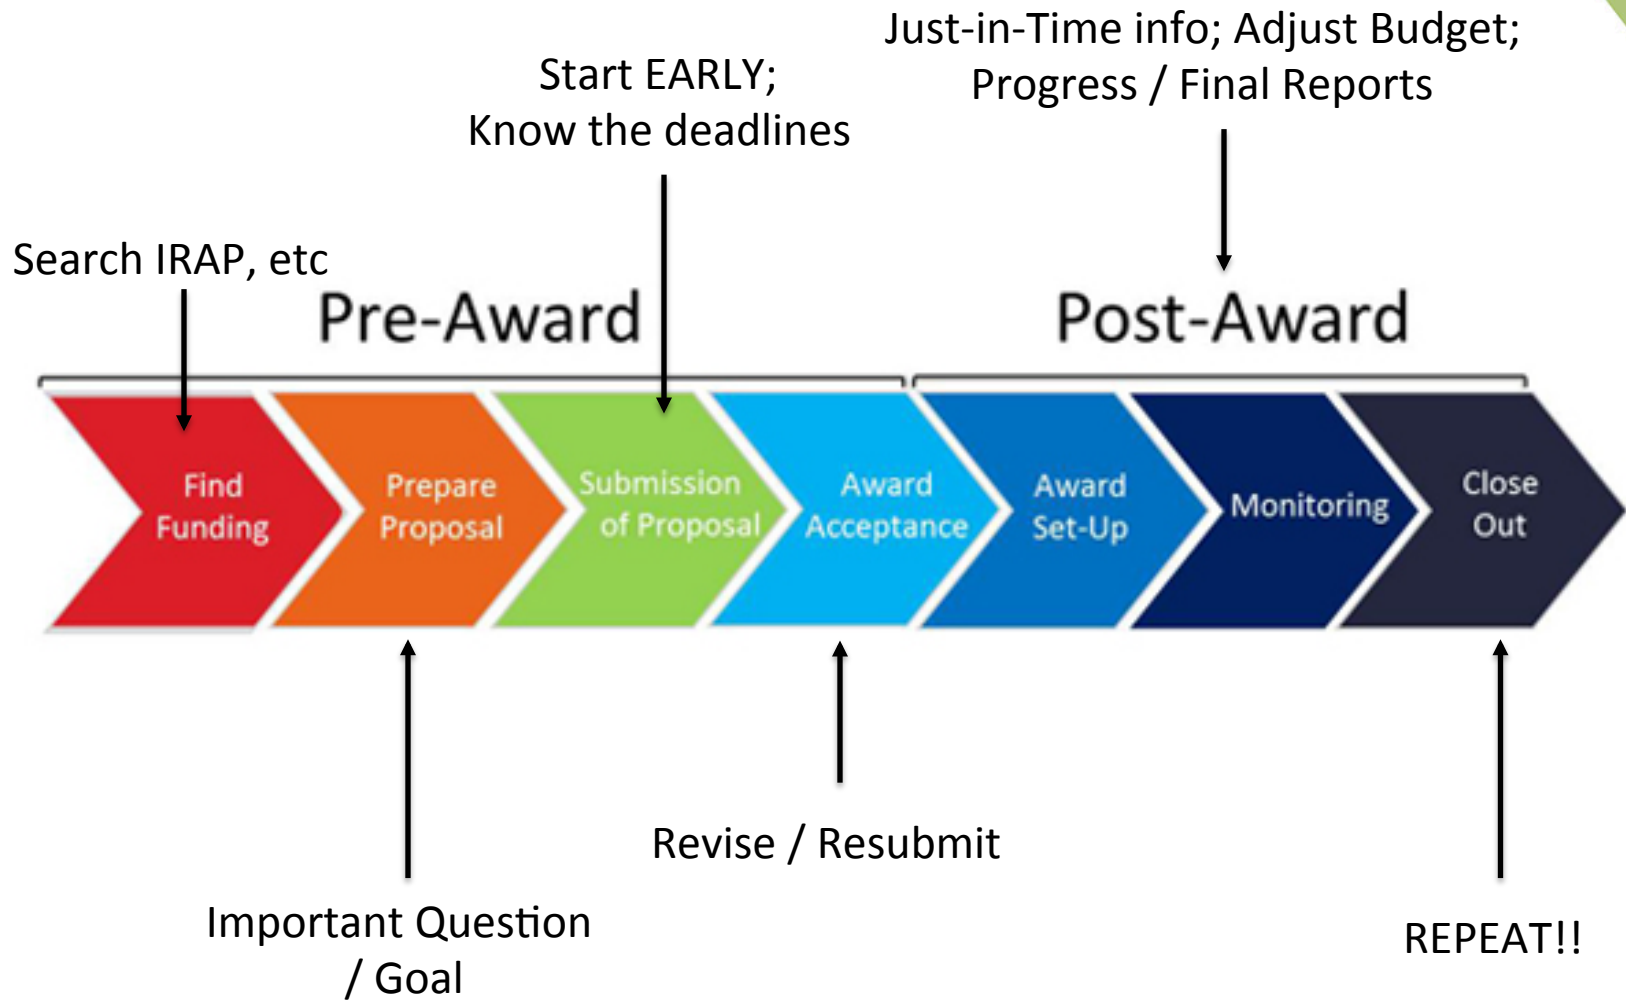 Just-in-Time info; Adjust Budget;
Progress / Final Reports
Start EARLY;
Know the deadlines
Search IRAP, etc
Pre-Award
Post-Award
Find
Funding
Prepare
Proposal
Submission
of Proposal
Award
Acceptance
Award
Set-Up
Monitoring
Close
Out
Revise / Resubmit
Important Question
/ Goal
REPEAT!!